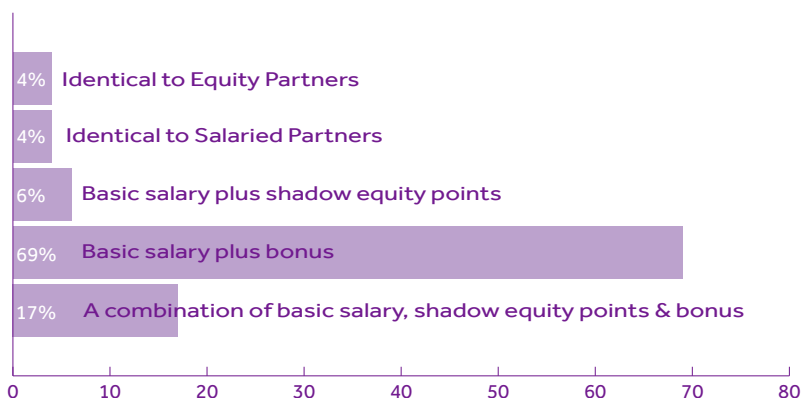 4% Identical to Equity Partners
4% Identical to Salaried Partners
6% Basic salary plus shadow equity points
69% Basic salary plus bonus
17% A combination of basic salary, shadow equity points & bonus
0 10 20 30 40 50 60 70 80